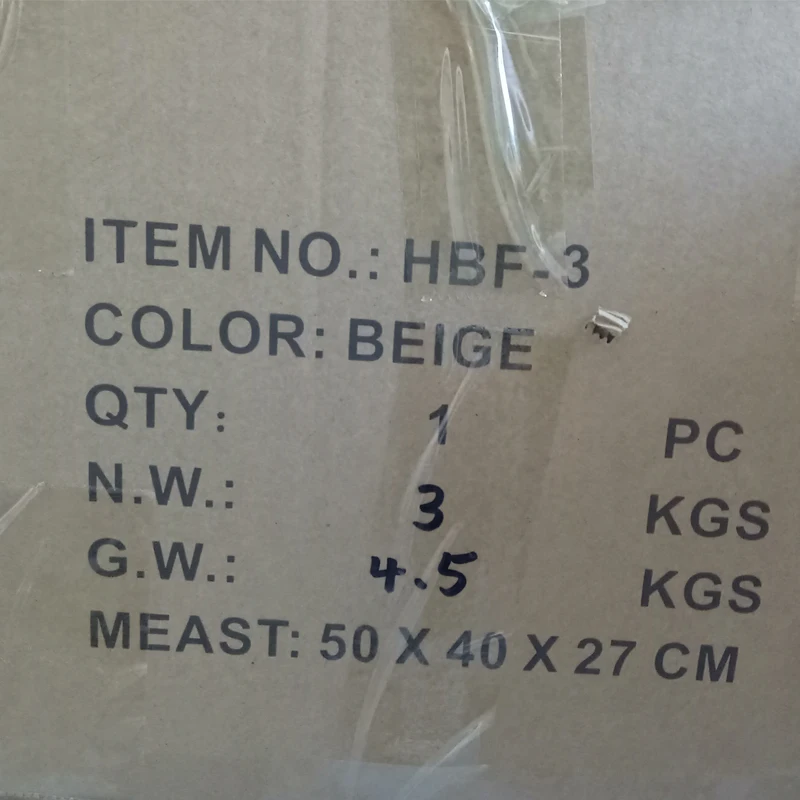 ITEM NO.: HBF-3
COLOR: BEIGE
QTY: 1 PC
N.W.: 3 KGS
G.W.: 4.5 KGS
MEAST: 50 X 40 X 27 CM